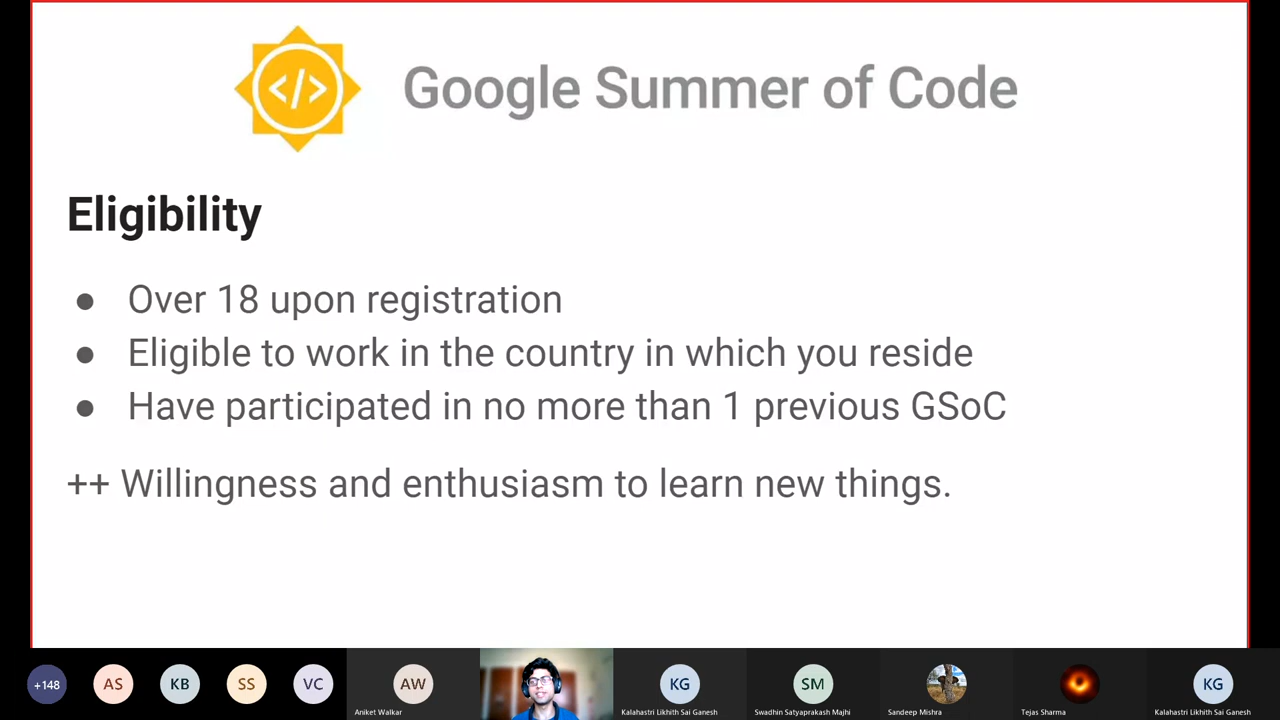 </>
Google Summer of Code
Eligibility
● Over 18 upon registration
● Eligible to work in the country in which you reside
● Have participated in no more than 1 previous GSoC
++ Willingness and enthusiasm to learn new things.
+148
AS
KB
SS
VC
AW
KG
SM
KG
Aniket Walkar
Kalahastri Likhith Sai Ganesh
Swadhin Satyaprakash Majhi
Sandeep Mishra
Tejas Sharma
Kalahastri Likhith Sai Ganesh